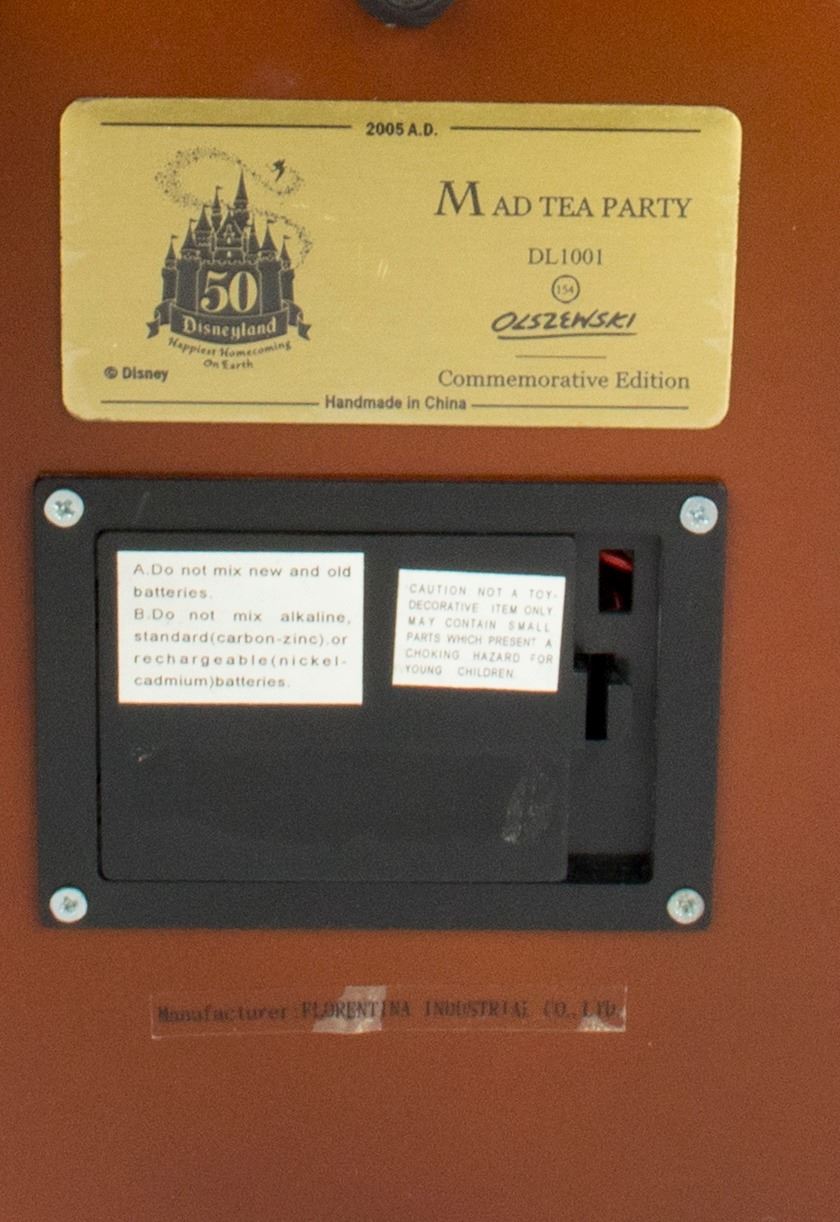 2005 A.D.
50
Disneyland
Happiest Homecoming
On Earth
© Disney
MAD TEA PARTY
DL1001
154
OLSZEWSKI
Commemorative Edition
Handmade in China
A.Do not mix new and old
batteries.
B.Do not mix alkaline,
standard(carbon-zinc).or
rechargeable(nickel-
cadmium)batteries.
CAUTION NOT A TOY-
DECORATIVE ITEM ONLY.
MAY CONTAIN SMALL
PARTS WHICH PRESENT A
CHOKING HAZARD FOR
YOUNG CHILDREN.
Manufacturer:FLORENTINA INDUSTRIAL CO.,LTD.